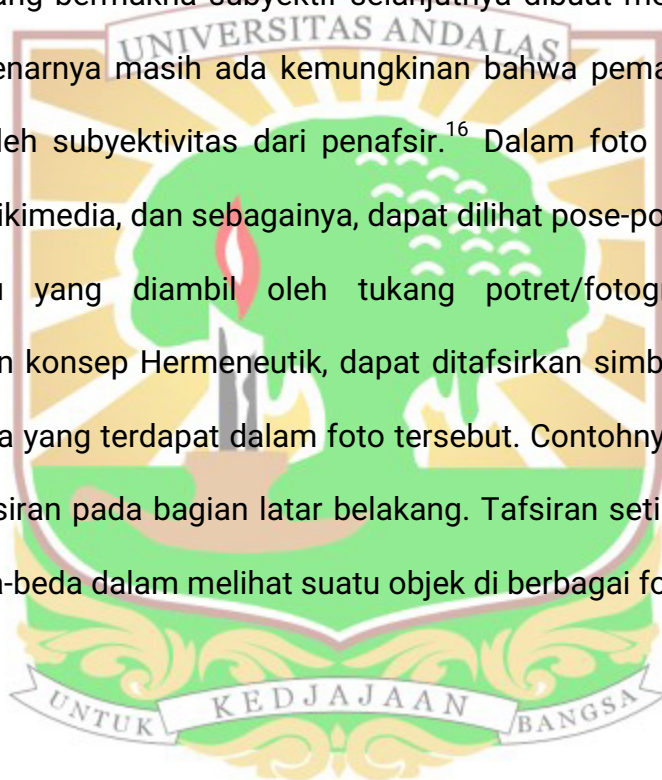 ang bermakna subyektif selanjutnya dibuat me
UNIVERSITAS ANDALAS
enarnya masih ada kemungkinan bahwa pema
leh subyektivitas dari penafsir.16 Dalam foto
ikimedia, dan sebagainya, dapat dilihat pose-po
yang diambil oleh tukang potret/fotogr
n konsep Hermeneutik, dapat ditafsirkan simb
a yang terdapat dalam foto tersebut. Contohny
siran pada bagian latar belakang. Tafsiran seti
a-beda dalam melihat suatu objek di berbagai fo
UNTUK KEDJAJAAN BANGSA